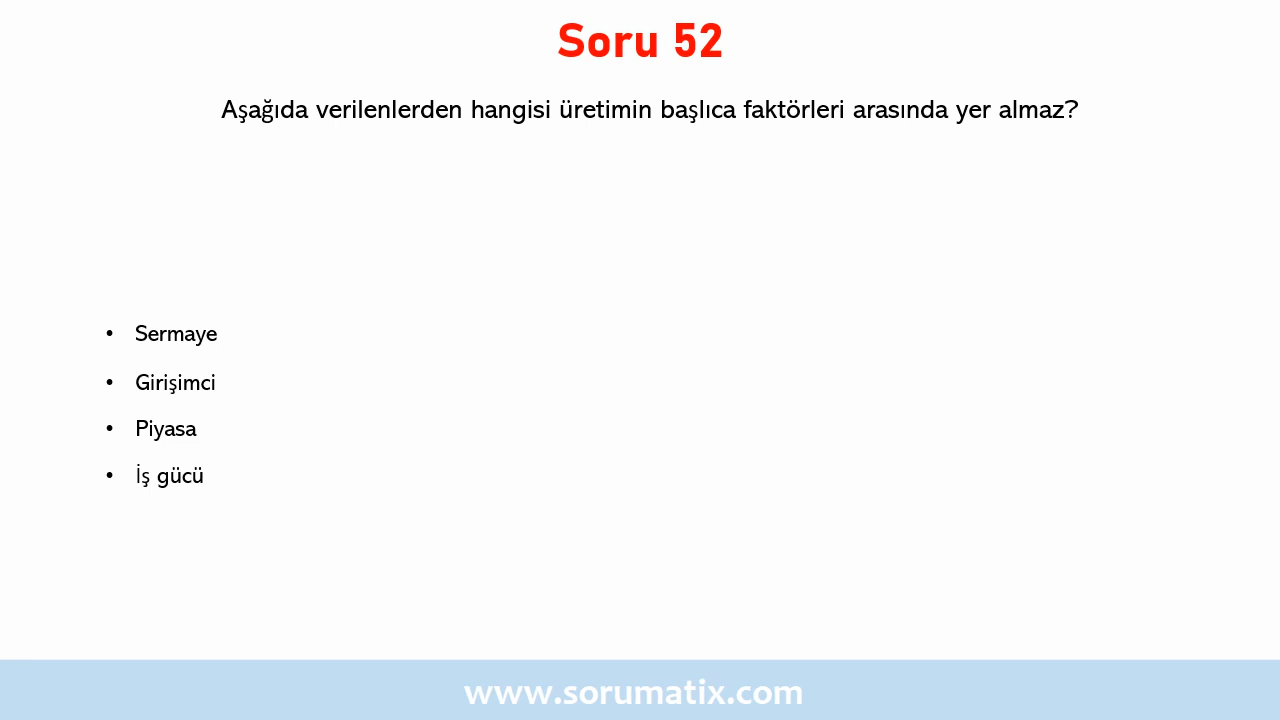 Soru 52
Aşağıda verilenlerden hangisi üretimin başlıca faktörleri arasında yer almaz?
• Sermaye
• Girişimci
• Piyasa
• İş gücü
www.sorumatix.com